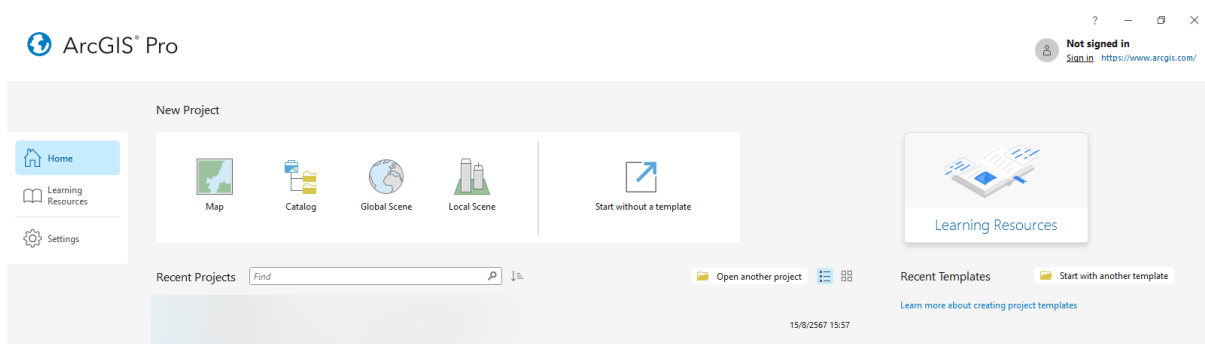 ?
ArcGIS® Pro
Not signed in
Sign in https://www.arcgis.com/
New Project
Home
Learning
Resources
Settings
Map
Catalog
Global Scene
Local Scene
Start without a template
Learning Resources
Recent Projects
Find
Open another project
Recent Templates
Start with another template
Learn more about creating project templates
15/8/2567 15:57